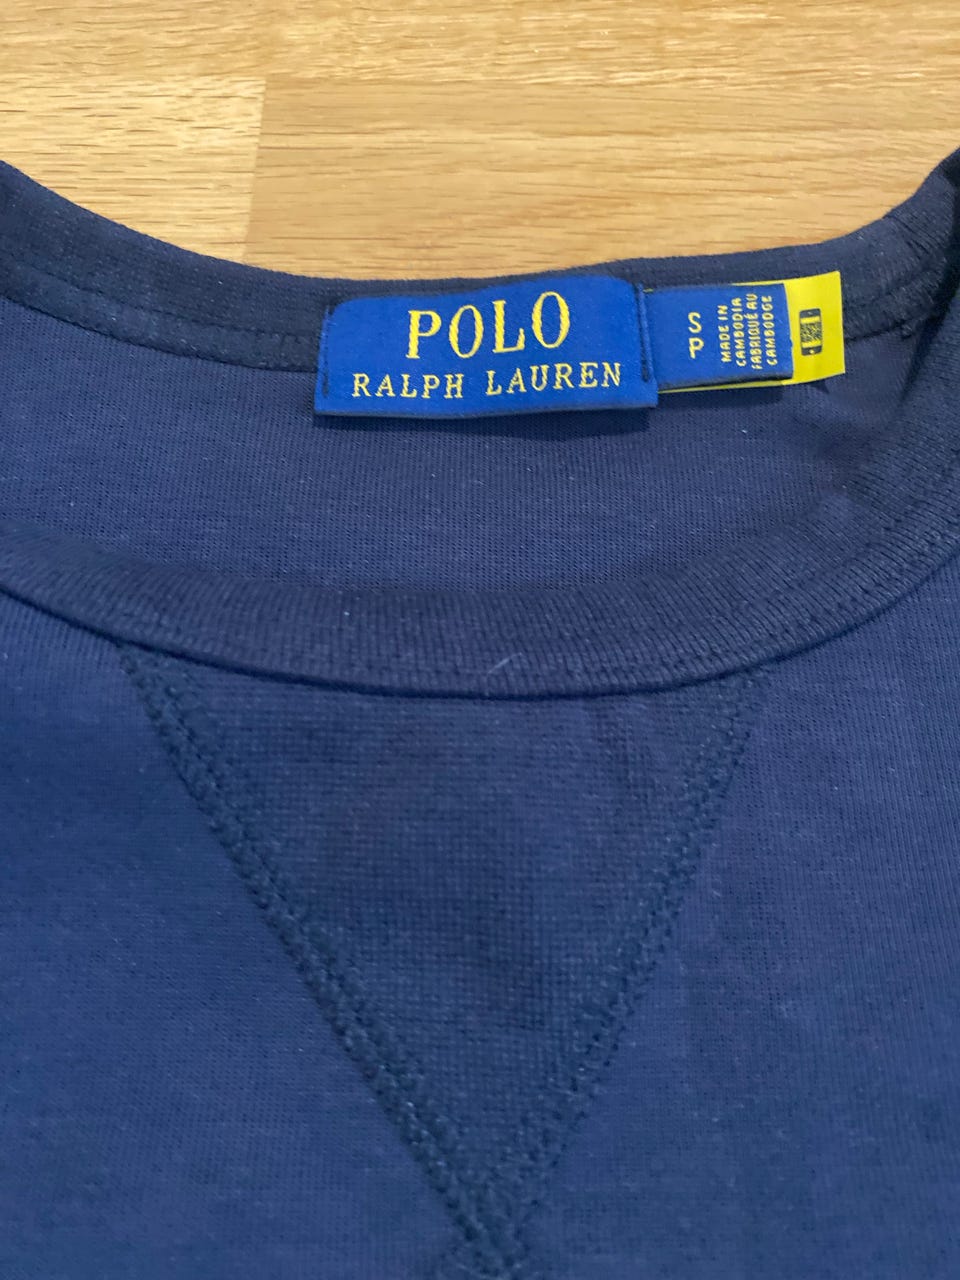 POLO
RALPH LAUREN
S
P
MADE IN
CAMBODIA
FABRIQUÉ AU
CAMBODGE